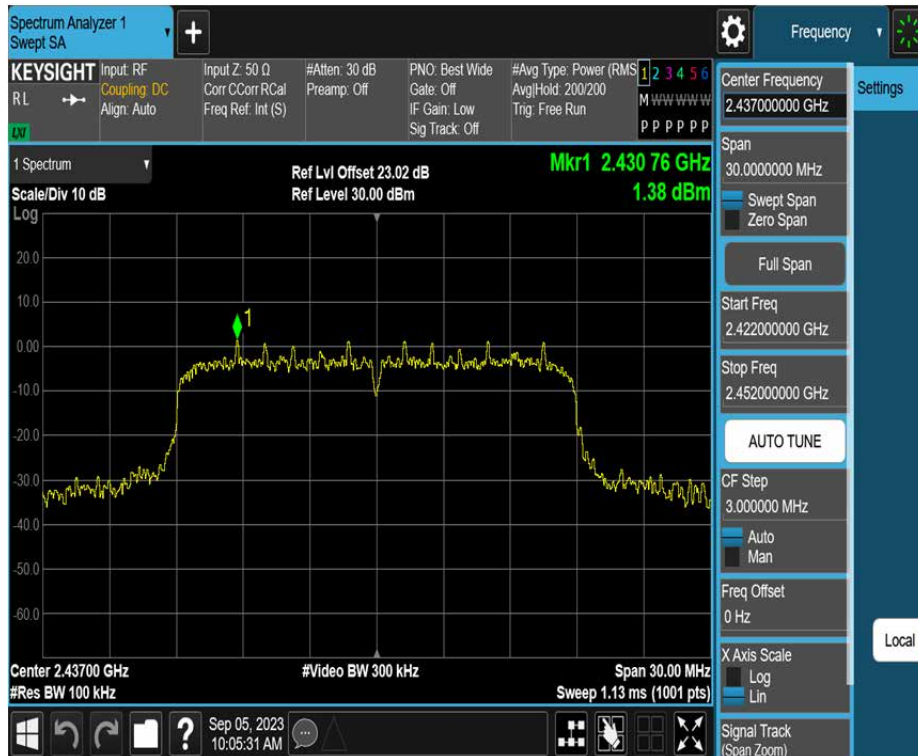 Spectrum Analyzer 1
Swept SA
+
Frequency
KEYSIGHT
RL
LXI
Input: RF
Coupling: DC
Align: Auto
Input Z: 50 Ω
Corr CCorr RCal
Freq Ref: Int (S)
#Atten: 30 dB
Preamp: Off
PNO: Best Wide
Gate: Off
IF Gain: Low
Sig Track: Off
#Avg Type: Power (RMS
Avg|Hold: 200/200
Trig: Free Run
1 2 3 4 5 6
M W W W W W
P P P P P P
1 Spectrum
Scale/Div 10 dB
Log
Ref Lvl Offset 23.02 dB
Ref Level 30.00 dBm
Mkr1 2.430 76 GHz
1.38 dBm
1
20.0
10.0
0.00
-10.0
-20.0
-30.0
-40.0
-50.0
-60.0
Center 2.43700 GHz
#Res BW 100 kHz
#Video BW 300 kHz
Span 30.00 MHz
Sweep 1.13 ms (1001 pts)
Center Frequency
2.437000000 GHz
Span
30.0000000 MHz
Swept Span
Zero Span
Full Span
Start Freq
2.422000000 GHz
Stop Freq
2.452000000 GHz
AUTO TUNE
CF Step
3.000000 MHz
Auto
Man
Freq Offset
0 Hz
X Axis Scale
Log
Lin
Signal Track
(Span Zoom)
Settings
Local
?
Sep 05, 2023
10:05:31 AM